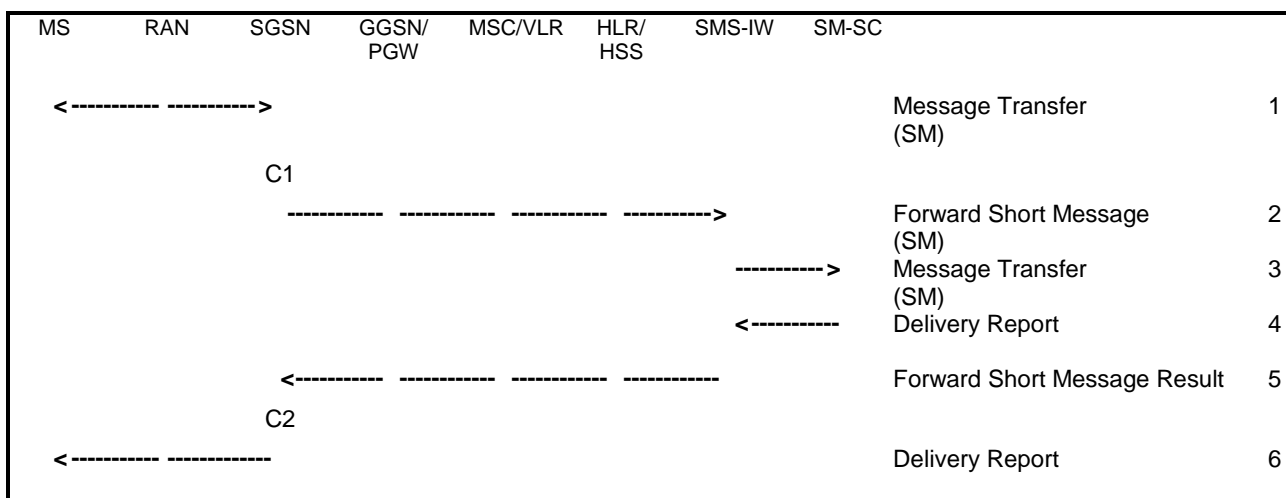 MS RAN SGSN GGSN/ MSC/VLR HLR/ SMS-IW SM-SC
PGW HSS
<----------- -----------> Message Transfer 1
(SM)
C1
------------ ------------ ------------ -----------> Forward Short Message 2
(SM)
-----------> Message Transfer 3
(SM)
<----------- Delivery Report 4
<----------- ------------ ------------ ------------ Forward Short Message Result 5
C2
<----------- ------------- Delivery Report 6